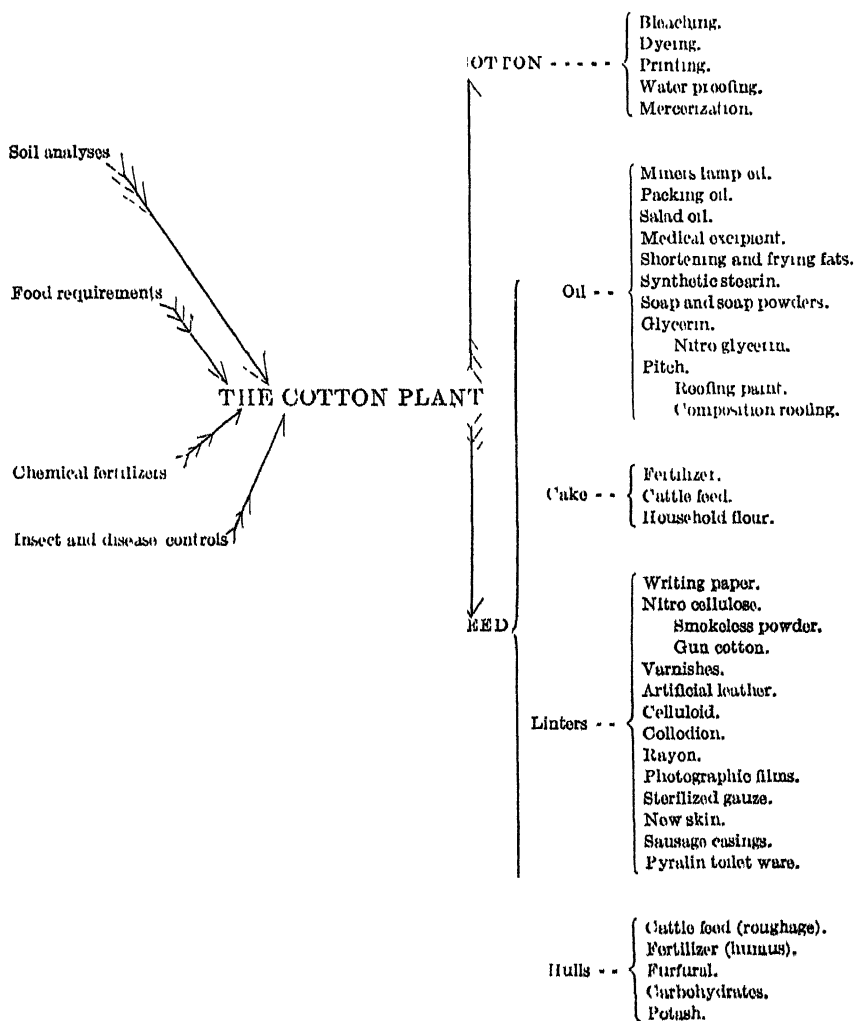 Soil analyses
Food requirements
THE COTTON PLANT
Chemical fertilizers
Insect and disease controls
OTTON
Bleaching.
Dyeing.
Printing.
Water proofing.
Mercerization.
EED
Oil
Miners lamp oil.
Packing oil.
Salad oil.
Medical excipient.
Shortening and frying fats.
Synthetic stearin.
Soap and soap powders.
Glycerin.
Nitro glycerin.
Pitch.
Roofing paint.
Composition roofing.
Cake
Fertilizer.
Cattle feed.
Household flour.
Linters
Writing paper.
Nitro cellulose.
Smokeless powder.
Gun cotton.
Varnishes.
Artificial leather.
Celluloid.
Collodion.
Rayon.
Photographic films.
Sterilized gauze.
New skin.
Sausage casings.
Pyralin toilet ware.
Hulls
Cattle feed (roughage).
Fertilizer (humus).
Furfural.
Carbohydrates.
Potash.